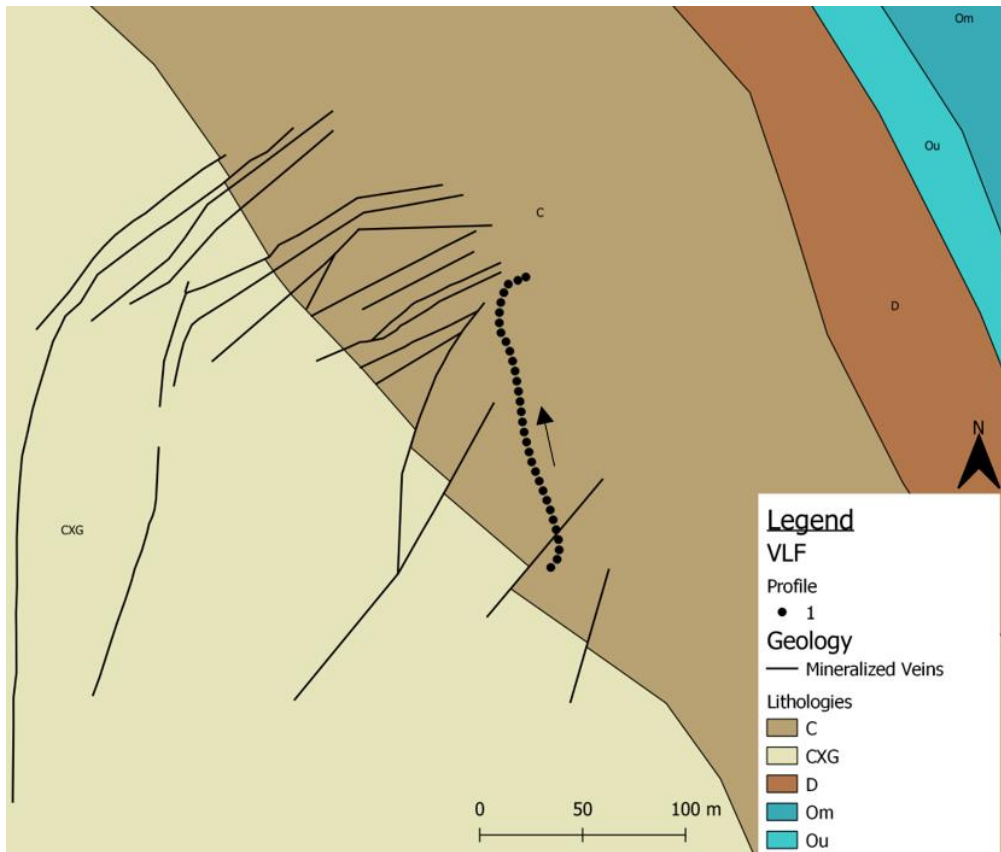 Om
Ou
C
D
CXG
N
0 50 100 m
Legend
VLF
Profile
1
Geology
Mineralized Veins
Lithologies
C
CXG
D
Om
Ou